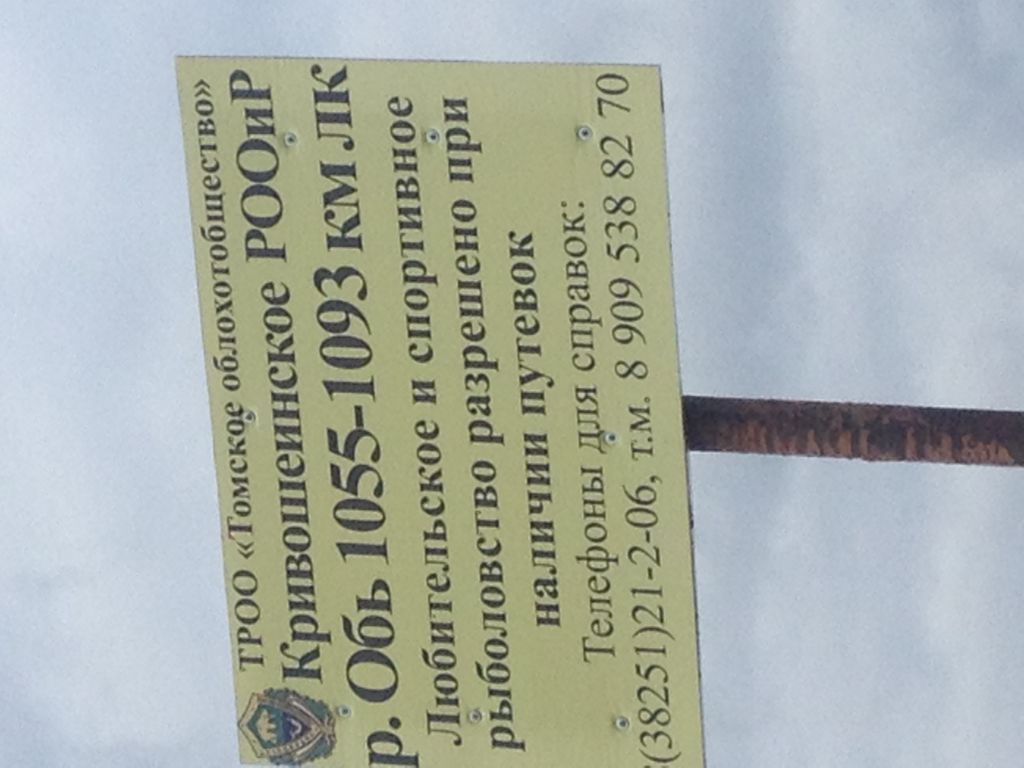 ТРОО «Томское облохотобщество»
Кривошеинское РООиР
р. Обь 1055-1093 км ЛК
Любительское и спортивное
рыболовство разрешено при
наличии путевок
Телефоны для справок:
(38251)21-2-06, т.м. 8 909 538 82 70